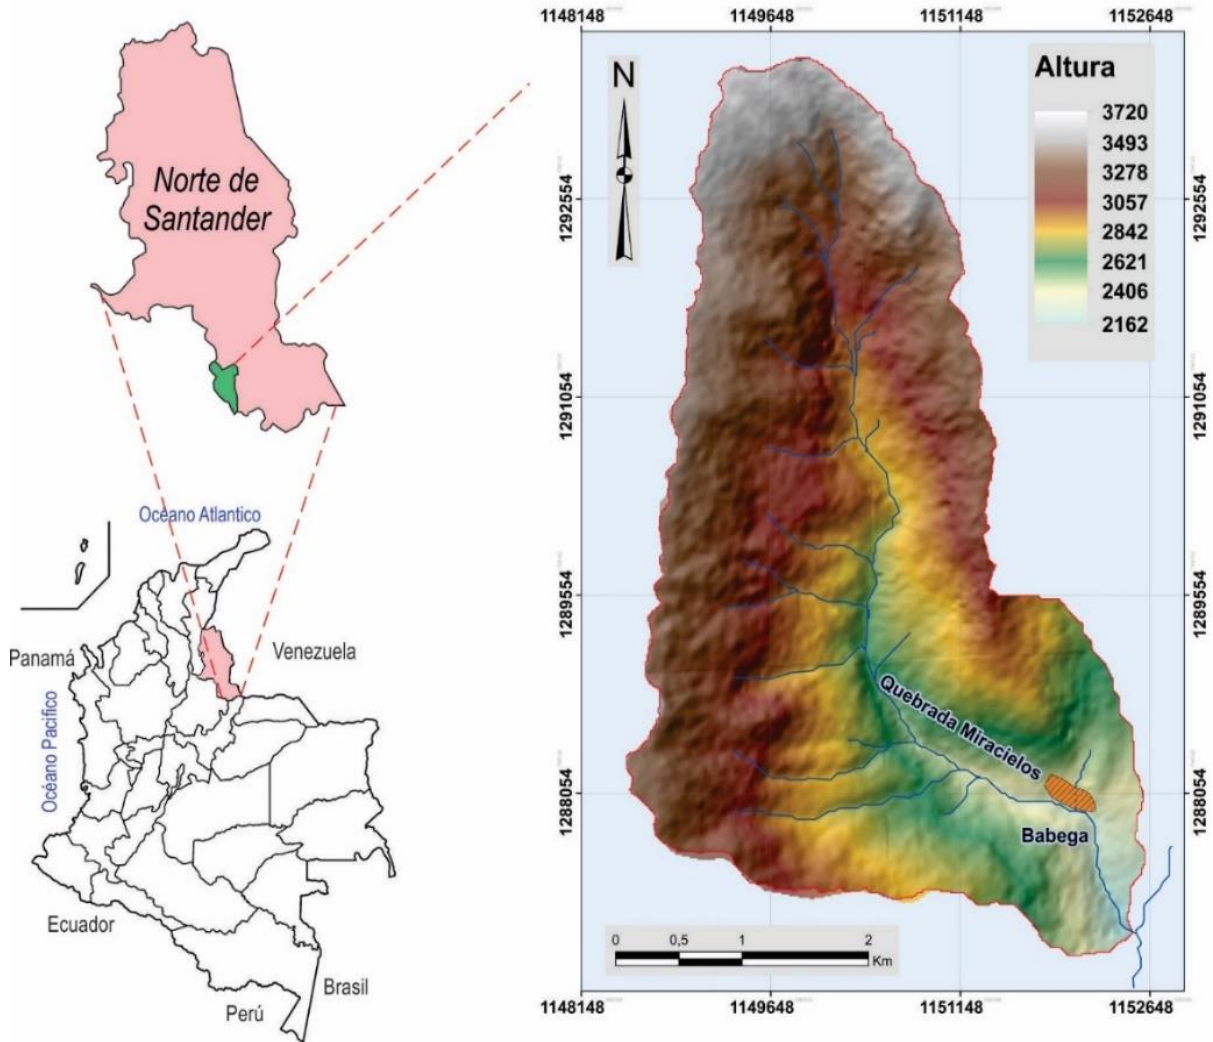 Norte de
Santander
Océano Atlantico
Panamá
Venezuela
Océano Pacífico
Ecuador
Brasil
Perú
1148148
1149648
1151148
1152648
N
Altura
3720
3493
3278
3057
2842
2621
2406
2162
1292554
1292554
1291054
1291054
1289554
1289554
1288054
1288054
Quebrada Miracielos
Babega
0
0,5
1
2
Km
1148148
1149648
1151148
1152648